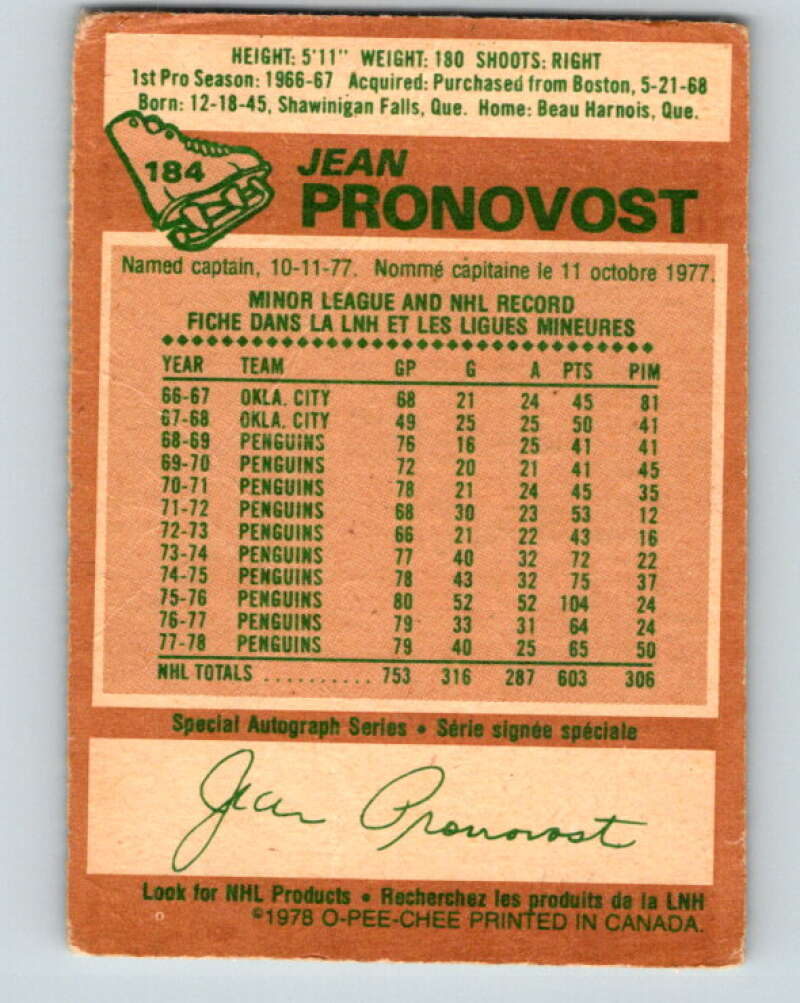 HEIGHT: 5'11" WEIGHT: 180 SHOOTS: RIGHT
1st Pro Season: 1966-67 Acquired: Purchased from Boston, 5-21-68
Born: 12-18-45, Shawinigan Falls, Que. Home: Beau Harnois, Que.
184
JEAN
PRONOVOST
Named captain, 10-11-77. Nommé capitaine le 11 octobre 1977.
MINOR LEAGUE AND NHL RECORD
FICHE DANS LA LNH ET LES LIGUES MINEURES
YEAR TEAM GP G A PTS PIM
66-67 OKLA. CITY 68 21 24 45 81
67-68 OKLA. CITY 49 25 25 50 41
68-69 PENGUINS 76 16 25 41 41
69-70 PENGUINS 72 20 21 41 45
70-71 PENGUINS 78 21 24 45 35
71-72 PENGUINS 68 30 23 53 12
72-73 PENGUINS 66 21 22 43 16
73-74 PENGUINS 77 40 32 72 22
74-75 PENGUINS 78 43 32 75 37
75-76 PENGUINS 80 52 52 104 24
76-77 PENGUINS 79 33 31 64 24
77-78 PENGUINS 79 40 25 65 50
NHL TOTALS .......... 753 316 287 603 306
Special Autograph Series • Série signée spéciale
Jean Pronovost
Look for NHL Products • Recherchez les produits de la LNH
©1978 O-PEE-CHEE PRINTED IN CANADA.